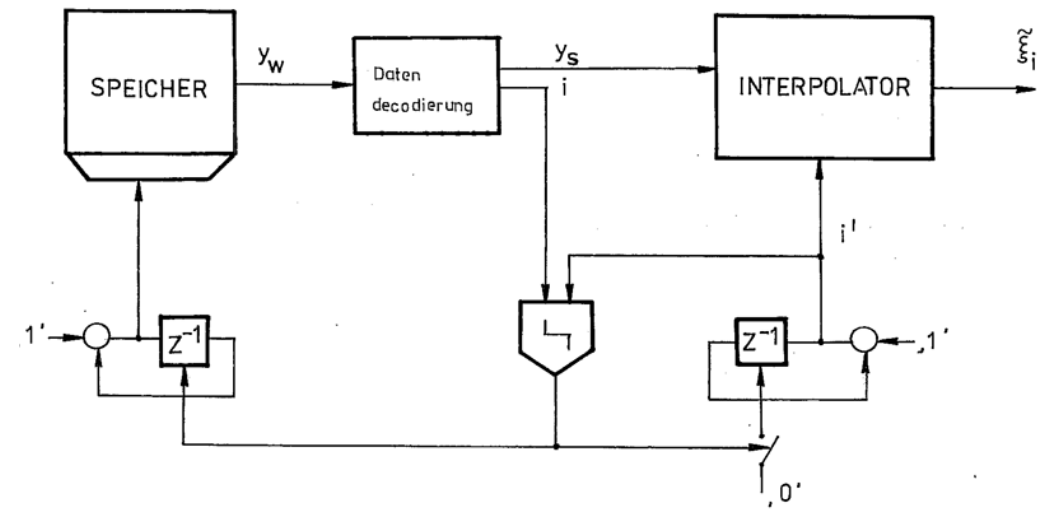 SPEICHER
y_w
Daten
decodierung
y_s
i
INTERPOLATOR
ξ̃_i
i'
1'
Z⁻¹
Z⁻¹
,1'
,0'